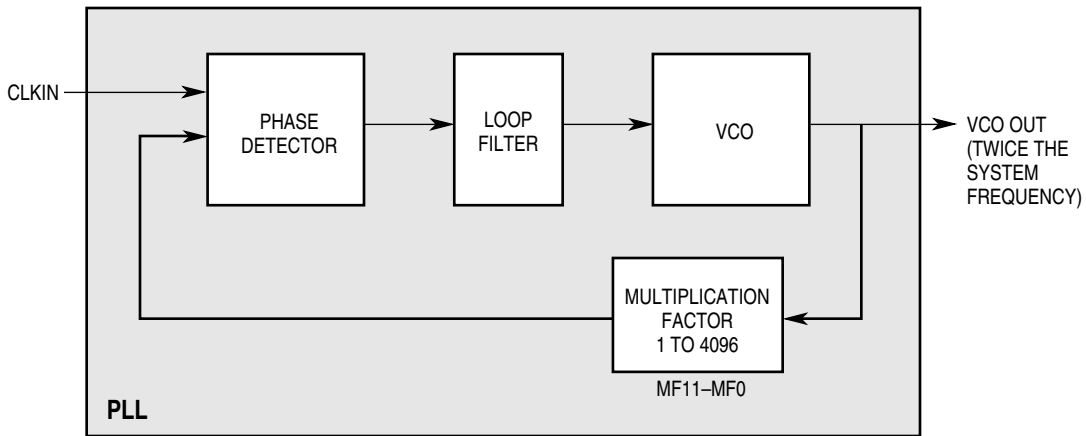 CLKIN
PHASE
DETECTOR
LOOP
FILTER
VCO
VCO OUT
(TWICE THE
SYSTEM
FREQUENCY)
MULTIPLICATION
FACTOR
1 TO 4096
MF11–MF0
PLL